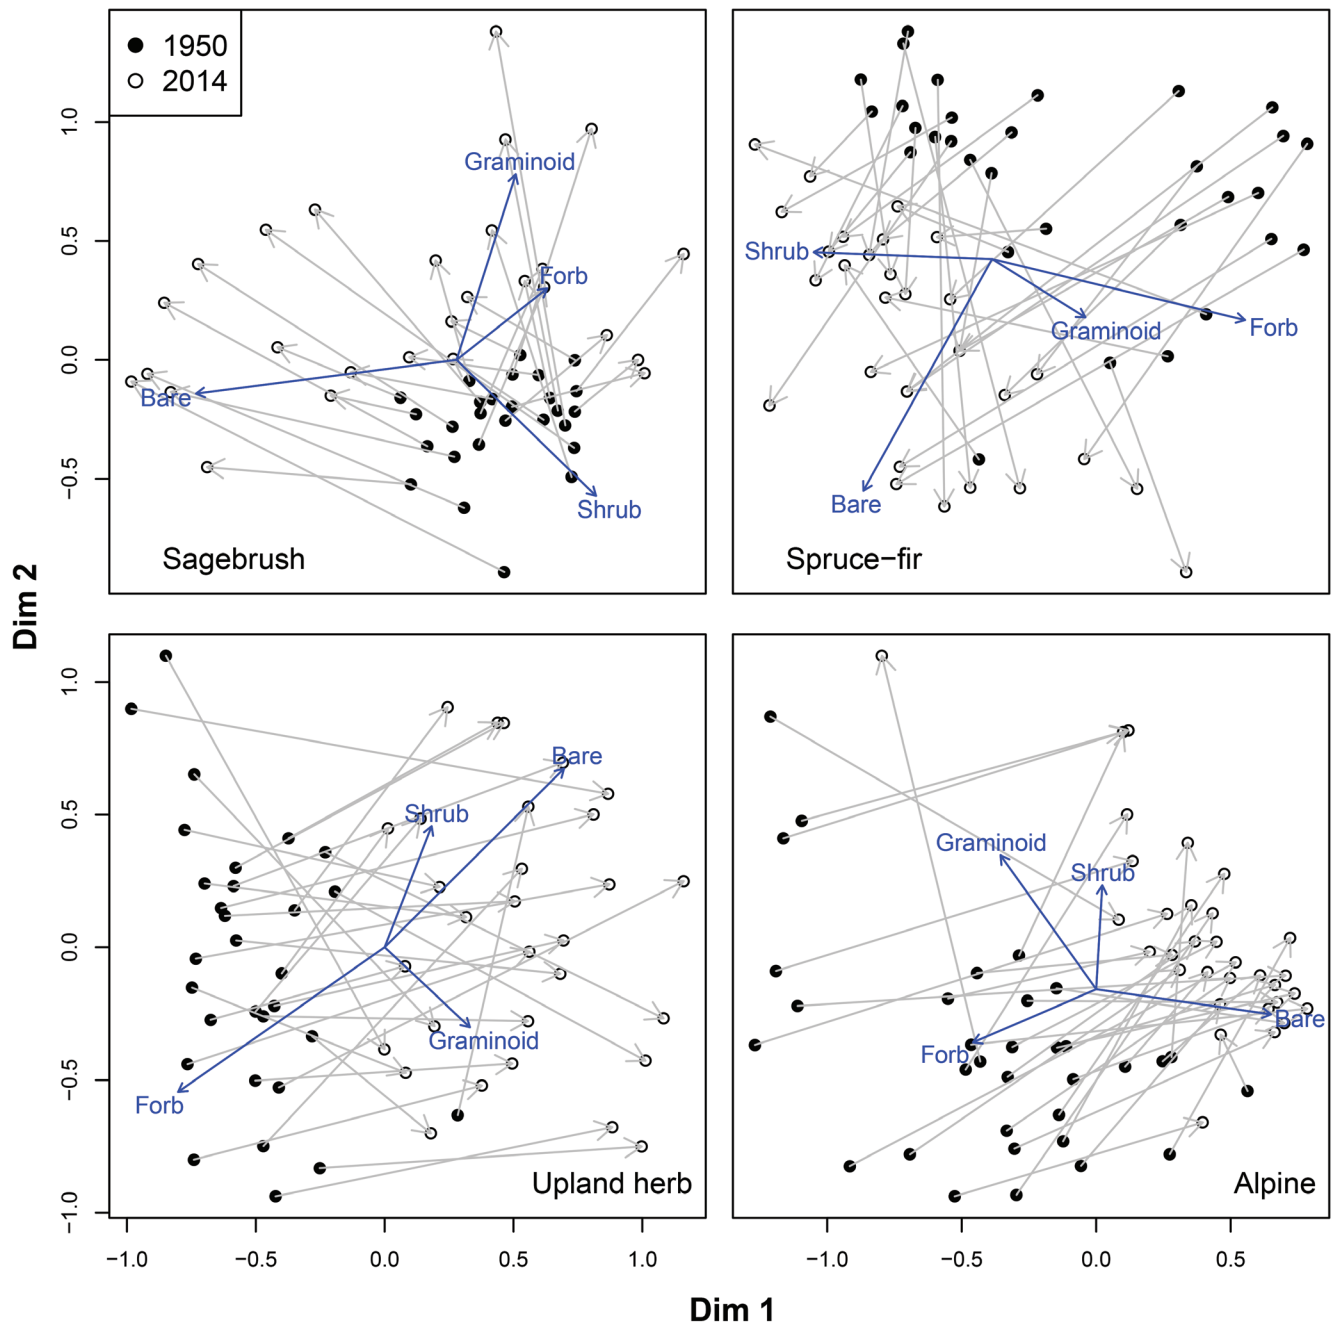 1950
2014
1.0
0.5
0.0
−0.5
Graminoid
Forb
Bare
Shrub
Sagebrush
Shrub
Graminoid
Forb
Bare
Spruce−fir
Dim 2
1.0
0.5
0.0
−0.5
−1.0
Bare
Shrub
Graminoid
Forb
Upland herb
Graminoid
Shrub
Forb
Bare
Alpine
−1.0 −0.5 0.0 0.5 1.0
−1.0 −0.5 0.0 0.5
Dim 1